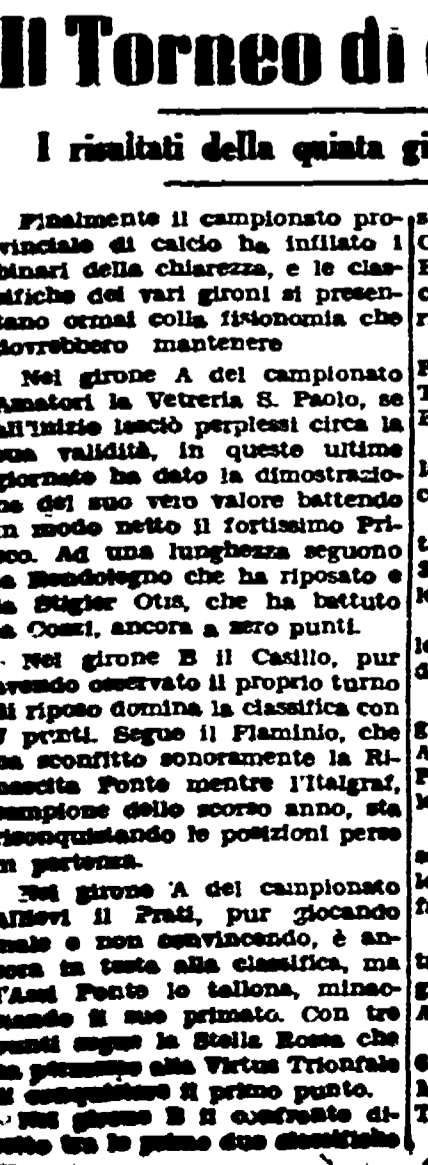 Il Torneo di
I risultati della quinta gi
Finalmente il campionato pro-
vinciale di calcio ha infilato i
binari della chiarezza, e le clas-
sifiche dei vari gironi si presen-
tano ormai colla fisionomia che
dovrebbero mantenere
Nel girone A del campionato
Amatori la Vetreria S. Paolo, se
all'inizio lasciò perplessi circa la
sua validità, in queste ultime
giornate ha dato la dimostrazio-
ne del suo vero valore battendo
in modo netto il fortissimo Pri-
sco. Ad una lunghezza seguono
la che ha riposato e
la Stigler Otis, che ha battuto
la Conzi, ancora a zero punti.
Nel girone B il Casillo, pur
avendo osservato il proprio turno
di riposo domina la classifica con
7 punti. Segue il Flaminio, che
ha sconfitto sonoramente la Ri-
nascita Ponte mentre l'Italgraf,
campione dello scorso anno, sta
riconquistando le posizioni perse
in partenza.
Nel girone A del campionato
Allievi il Prati, pur giocando
male e non convincendo, è an-
cora in testa alla classifica, ma
l'Assi Ponte lo tallona, minac-
ciando il suo primato. Con tre
punti segue la Stella Rossa che
ha permesso alla Virtus Trionfale
di conquistare il primo punto.
Nel girone B il confronto di-
retto tra le prime due classifiche